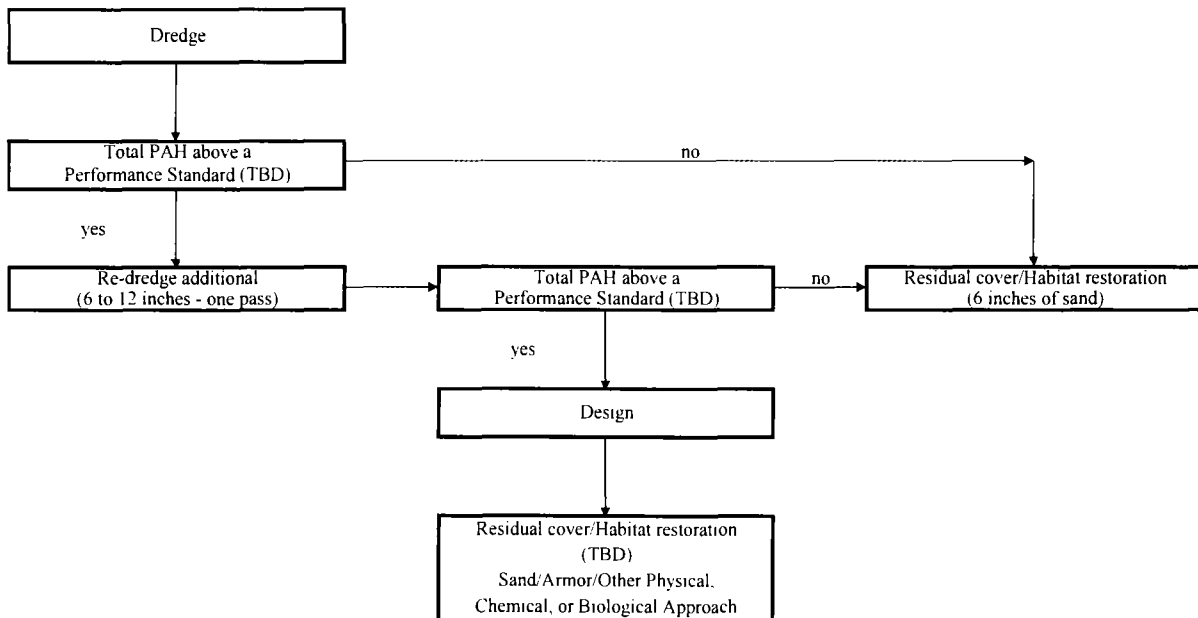 Dredge
Total PAH above a
Performance Standard (TBD)
no
yes
Re-dredge additional
(6 to 12 inches - one pass)
Total PAH above a
Performance Standard (TBD)
no
Residual cover/Habitat restoration
(6 inches of sand)
yes
Design
Residual cover/Habitat restoration
(TBD)
Sand/Armor/Other Physical,
Chemical, or Biological Approach